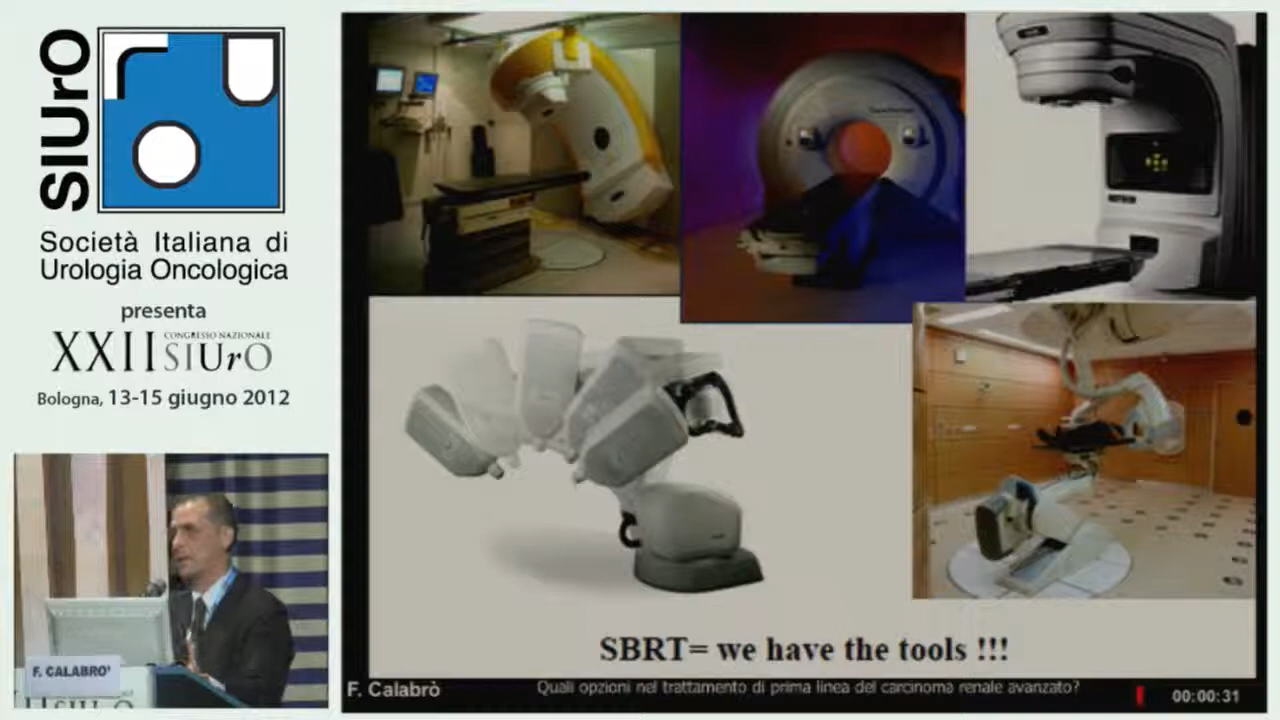 SIUrO
Società Italiana di
Urologia Oncologica
presenta
XXII CONGRESSO NAZIONALE
SIUrO
Bologna, 13-15 giugno 2012
F. CALABRO'
SIUrO
SBRT= we have the tools !!!
F. Calabrò
Quali opzioni nel trattamento di prima linea del carcinoma renale avanzato?
00:00:31